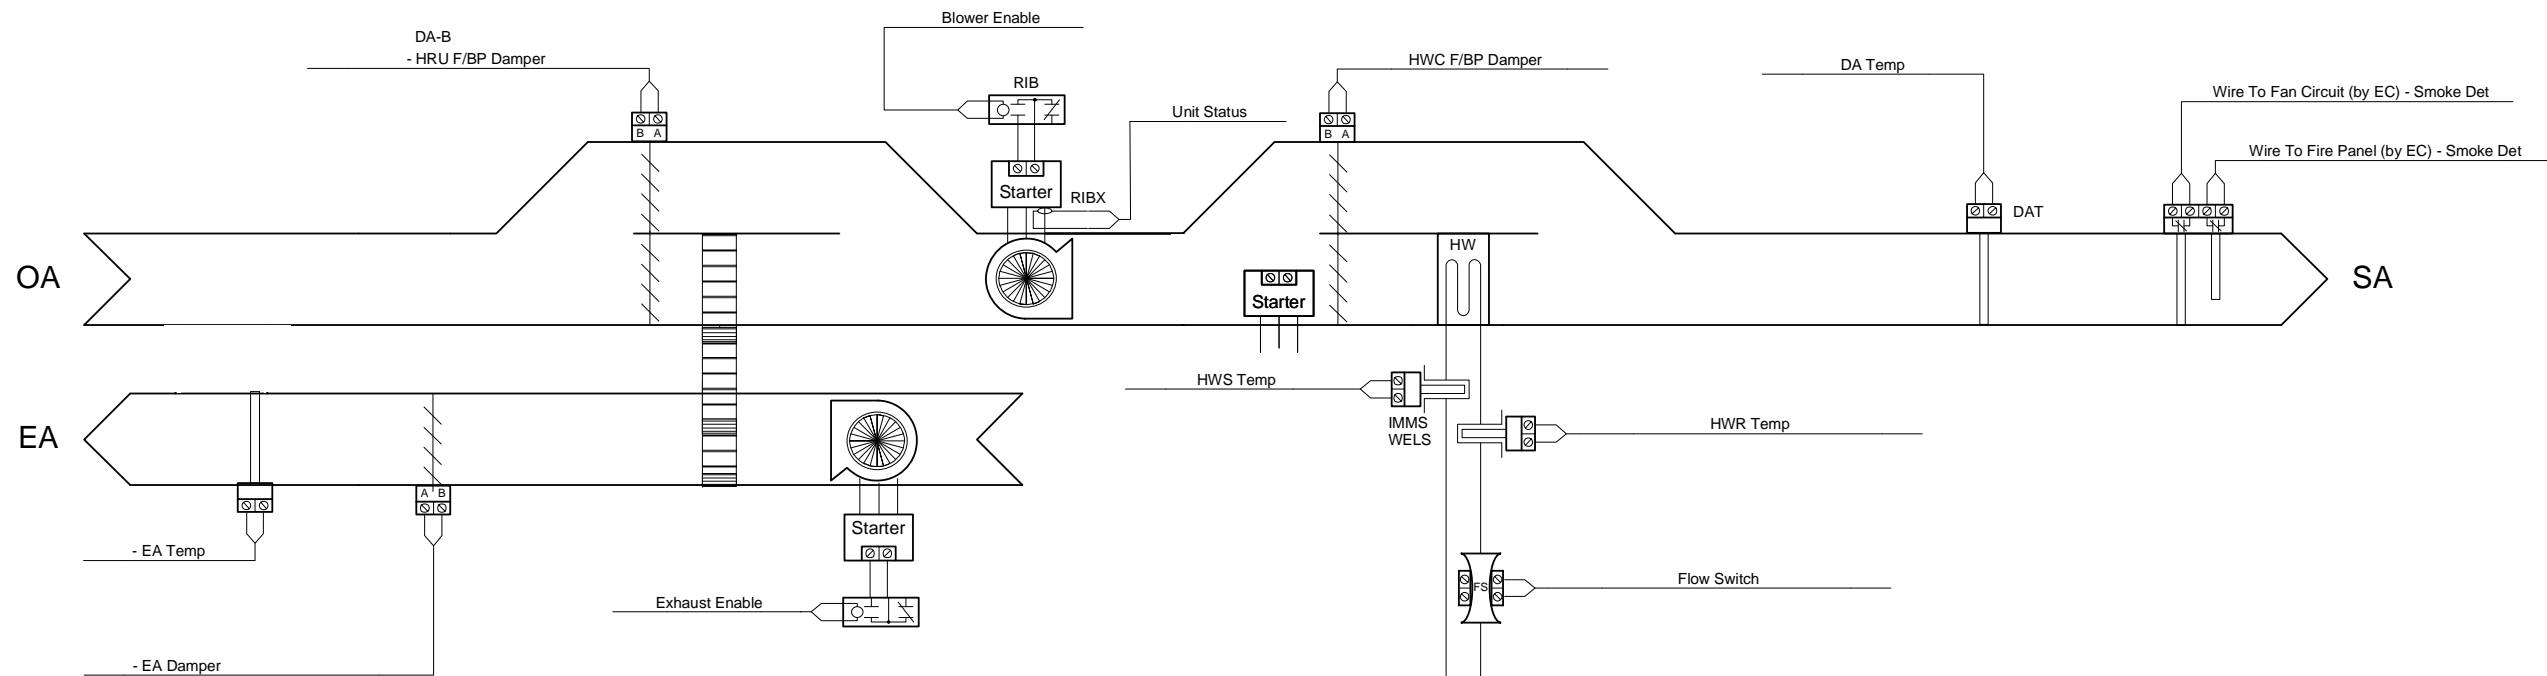 Blower Enable
DA-B
- HRU F/BP Damper
HWC F/BP Damper
DA Temp
RIB
Wire To Fan Circuit (by EC) - Smoke Det
Unit Status
B A
B A
Wire To Fire Panel (by EC) - Smoke Det
Starter
RIBX
DAT
HW
OA
SA
Starter
HWS Temp
IMMS
WELS
HWR Temp
EA
A B
Starter
- EA Temp
FS
Flow Switch
Exhaust Enable
- EA Damper